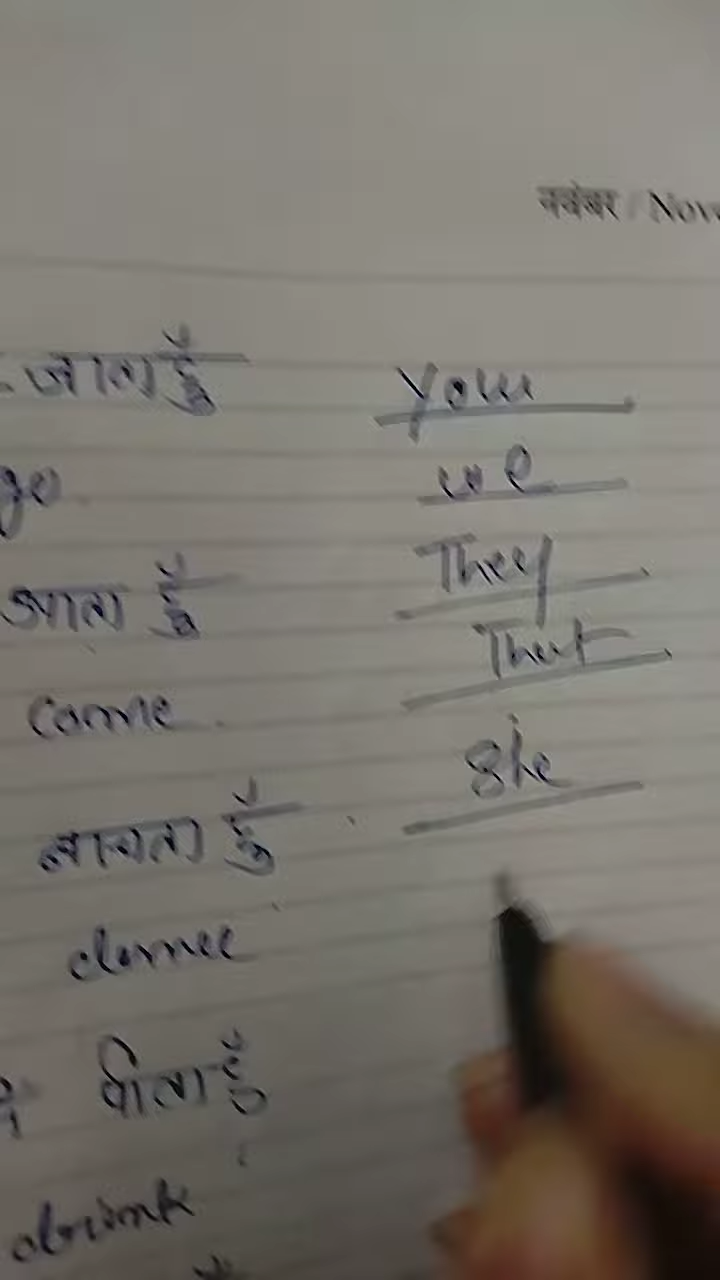 नवंबर / Nov
जाता हूँ
You
go
we
They
आता हूँ
That
Come
She
नाचता हूँ
dance
पीता हूँ
drink